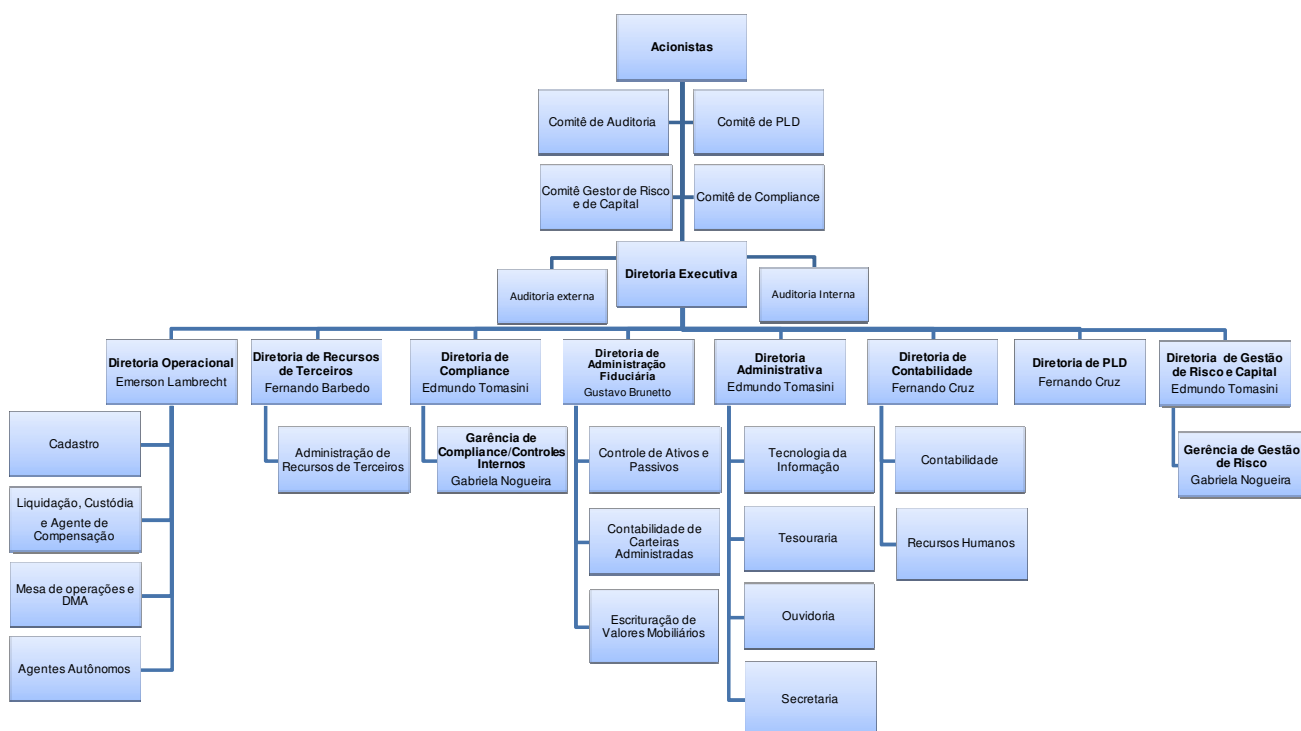 Acionistas
Comitê de Auditoria
Comitê de PLD
Comitê Gestor de Risco
e de Capital
Comitê de Compliance
Diretoria Executiva
Auditoria externa
Auditoria Interna
Diretoria Operacional
Emerson Lambrecht
Diretoria de Recursos
de Terceiros
Fernando Barbedo
Diretoria de
Compliance
Edmundo Tomasini
Diretoria de
Administração
Fiduciária
Gustavo Brunetto
Diretoria
Administrativa
Edmundo Tomasini
Diretoria de
Contabilidade
Fernando Cruz
Diretoria de PLD
Fernando Cruz
Diretoria de Gestão
de Risco e Capital
Edmundo Tomasini
Cadastro
Liquidação, Custódia
e Agente de
Compensação
Mesa de operações e
DMA
Agentes Autônomos
Administração de
Recursos de Terceiros
Garência de
Compliance/Controles
Internos
Gabriela Nogueira
Controle de Ativos e
Passivos
Contabilidade de
Carteiras
Administradas
Escrituração de
Valores Mobiliários
Tecnologia da
Informação
Tesouraria
Ouvidoria
Secretaria
Contabilidade
Recursos Humanos
Gerência de Gestão
de Risco
Gabriela Nogueira